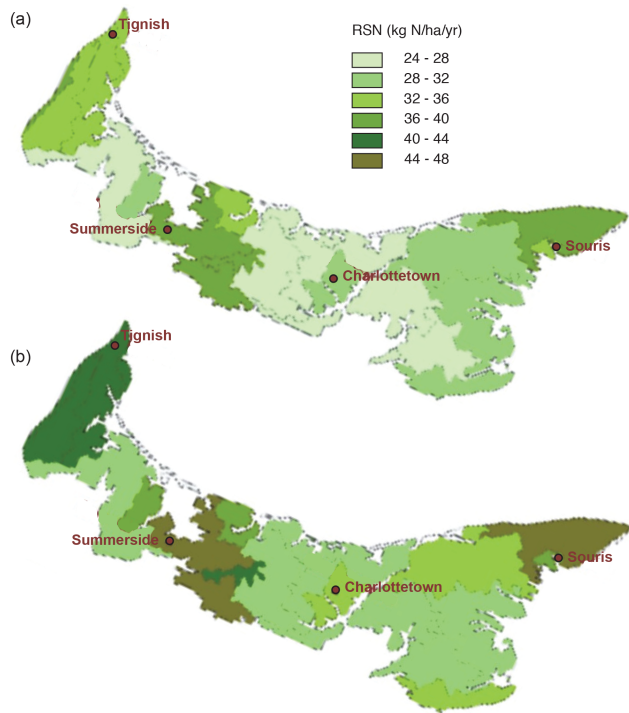 (a)
Tignish
RSN (kg N/ha/yr)
24 - 28
28 - 32
32 - 36
36 - 40
40 - 44
44 - 48
Summerside
Souris
Charlottetown
(b)
Tignish
Summerside
Souris
Charlottetown